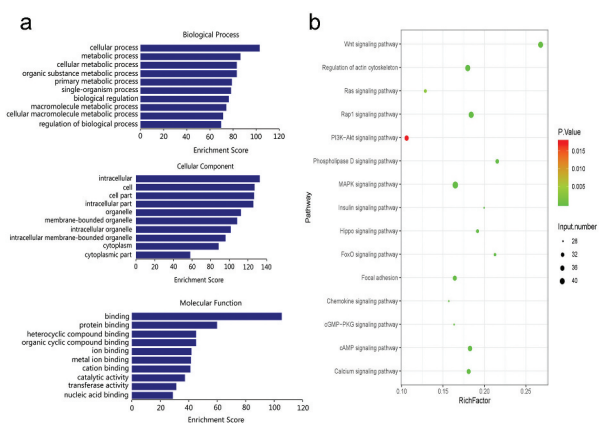 a
Biological Process
cellular process
metabolic process
cellular metabolic process
organic substance metabolic process
primary metabolic process
single-organism process
biological regulation
macromolecule metabolic process
cellular macromolecule metabolic process
regulation of biological process
0 20 40 60 80 100 120
Enrichment Score
Cellular Component
intracellular
cell
cell part
intracellular part
organelle
membrane-bounded organelle
intracellular organelle
intracellular membrane-bounded organelle
cytoplasm
cytoplasmic part
0 20 40 60 80 100 120 140
Enrichment Score
Molecular Function
binding
protein binding
heterocyclic compound binding
organic cyclic compound binding
ion binding
metal ion binding
cation binding
catalytic activity
transferase activity
nucleic acid binding
0 20 40 60 80 100 120
Enrichment Score
b
Pathway
Wnt signaling pathway
Regulation of actin cytoskeleton
Ras signaling pathway
Rap1 signaling pathway
PI3K−Akt signaling pathway
Phospholipase D signaling pathway
MAPK signaling pathway
Insulin signaling pathway
Hippo signaling pathway
FoxO signaling pathway
Focal adhesion
Chemokine signaling pathway
cGMP−PKG signaling pathway
cAMP signaling pathway
Calcium signaling pathway
0.10 0.15 0.20 0.25
RichFactor
P.Value
0.015
0.010
0.005
Input.number
28
32
36
40